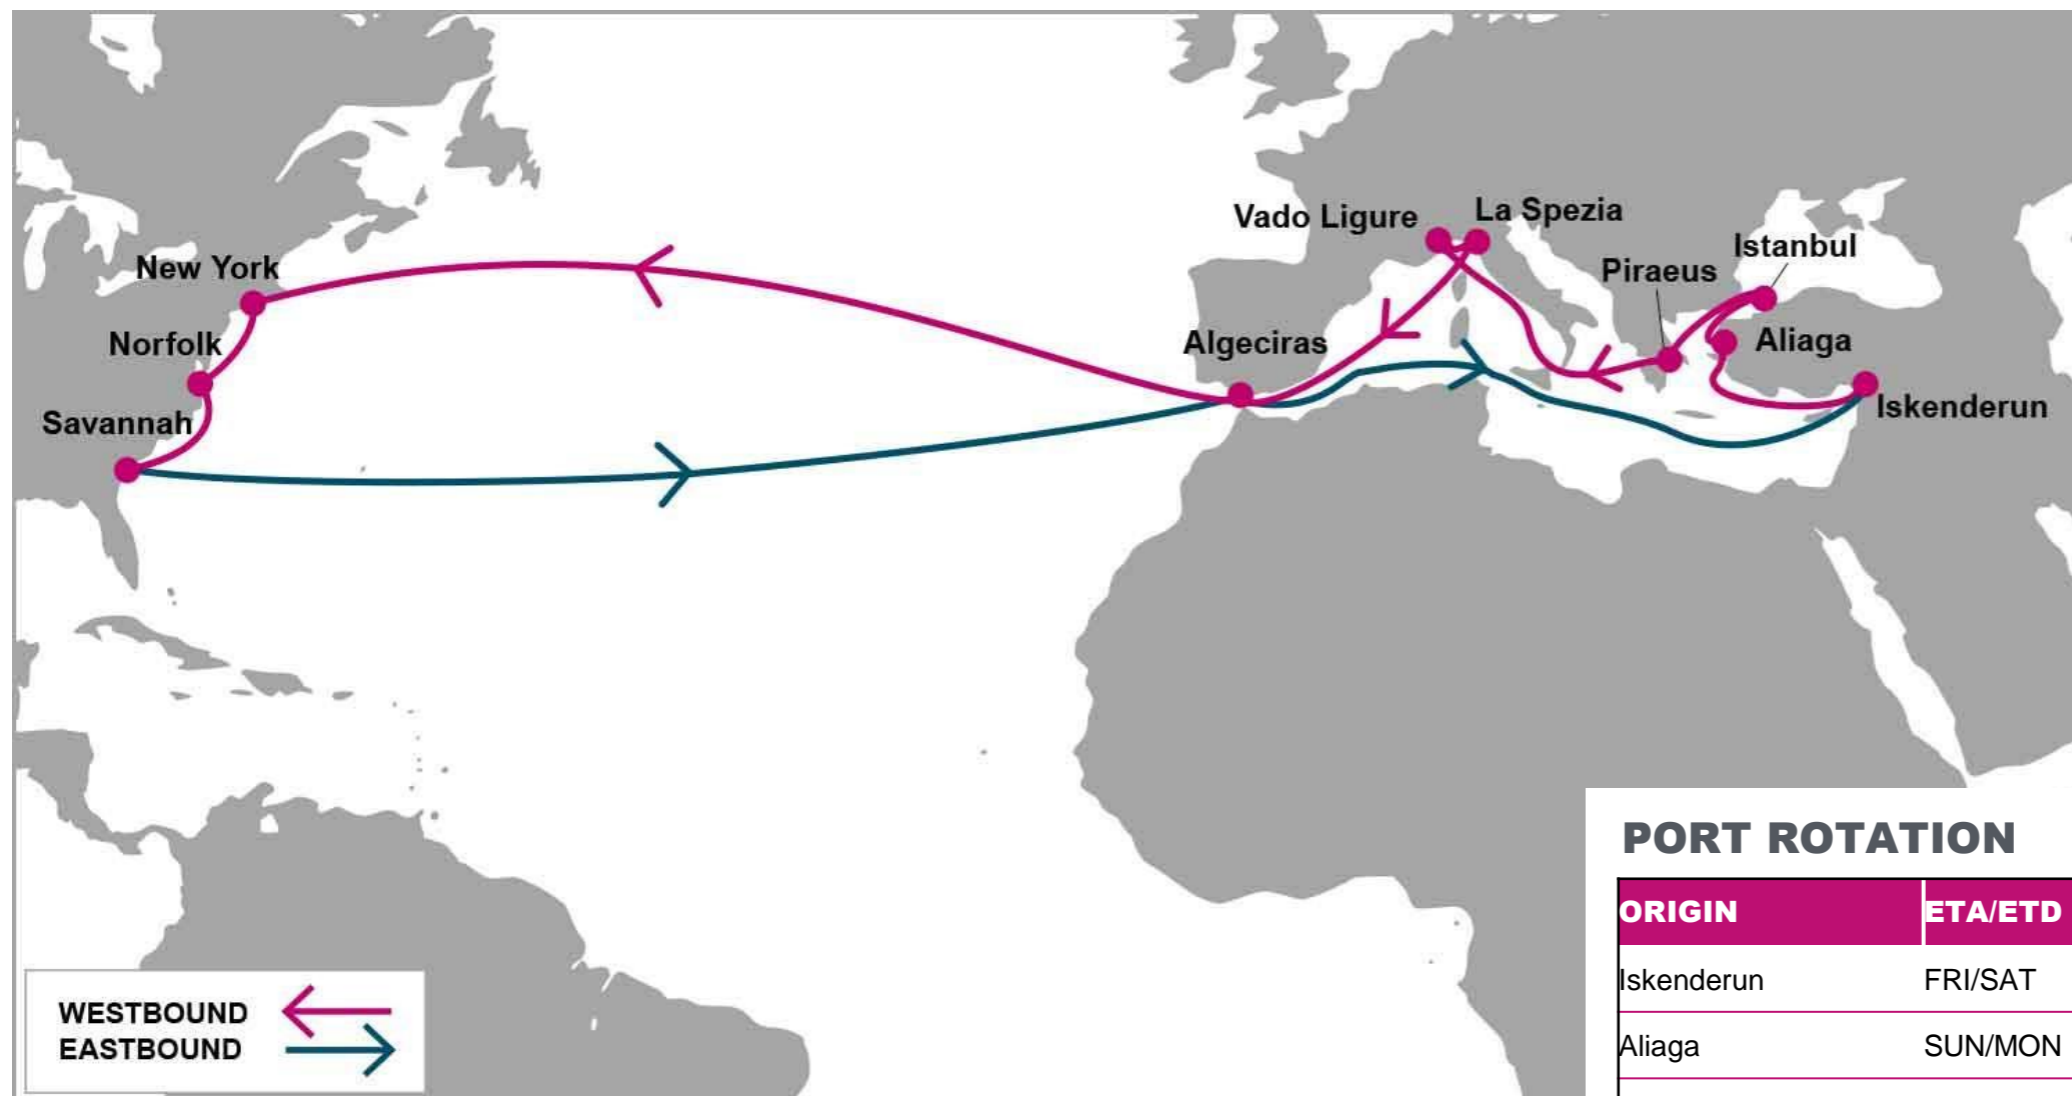 Vado Ligure
La Spezia
Istanbul
Piraeus
New York
Norfolk
Algeciras
Aliaga
Savannah
Iskenderun
PORT ROTATION
ORIGIN ETA/ETD
Iskenderun FRI/SAT
Aliaga SUN/MON
WESTBOUND
EASTBOUND